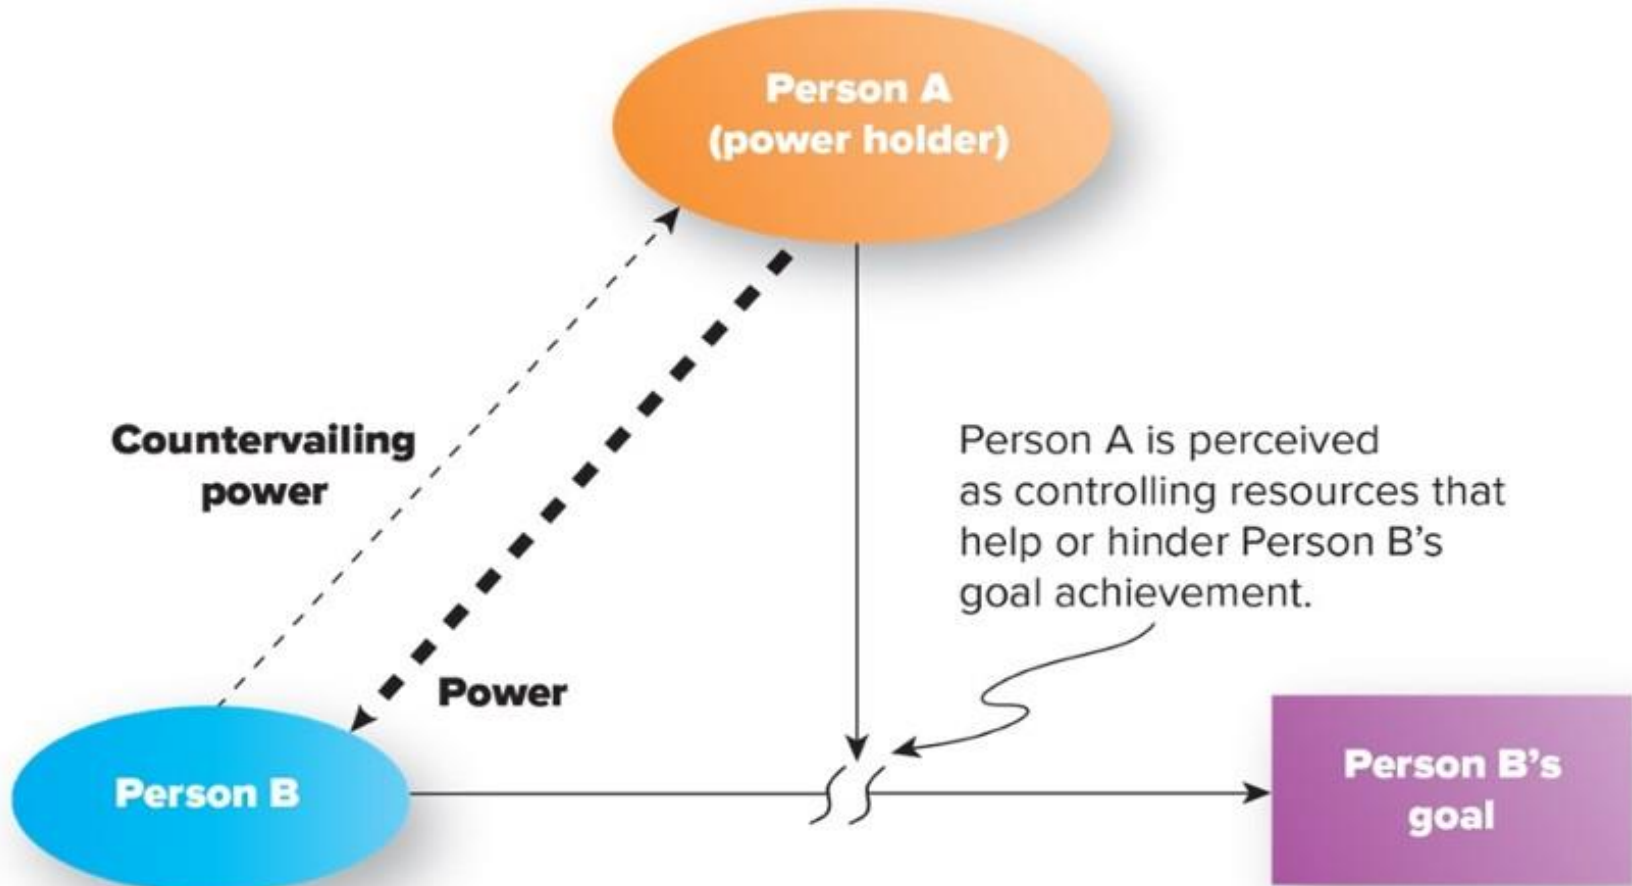 Person A
(power holder)
Countervailing
power
Person A is perceived
as controlling resources that
help or hinder Person B’s
goal achievement.
Power
Person B
Person B’s
goal